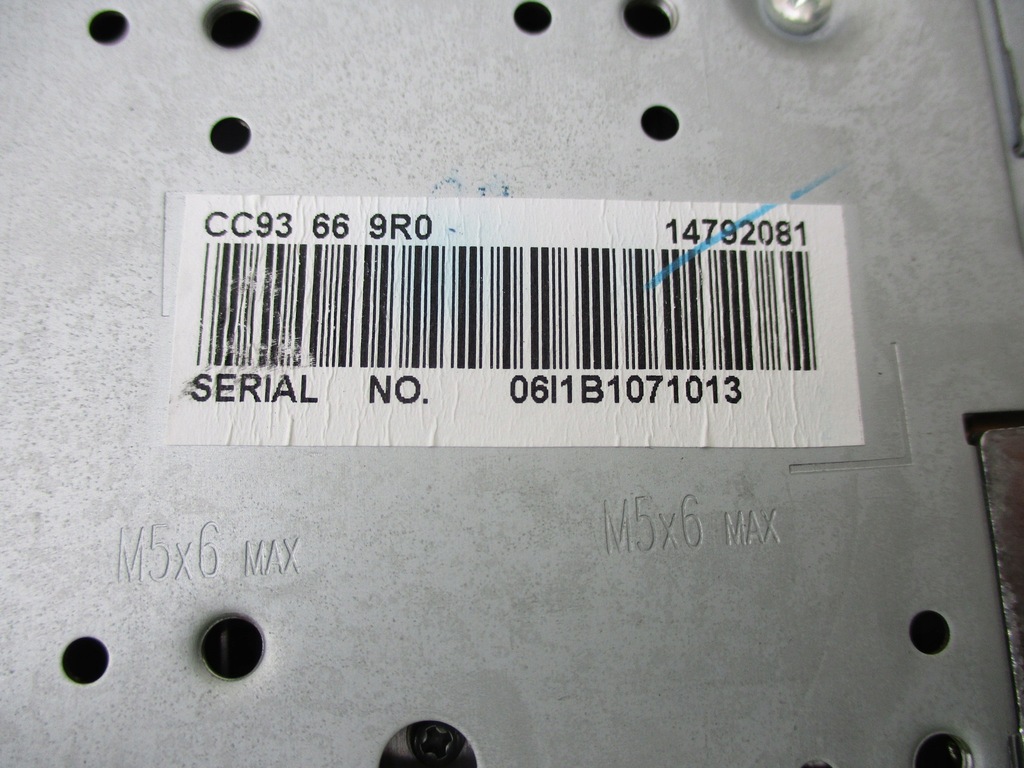 CC93 66 9R0 14792081
SERIAL NO. 06I1B1071013
M5x6 MAX M5x6 MAX